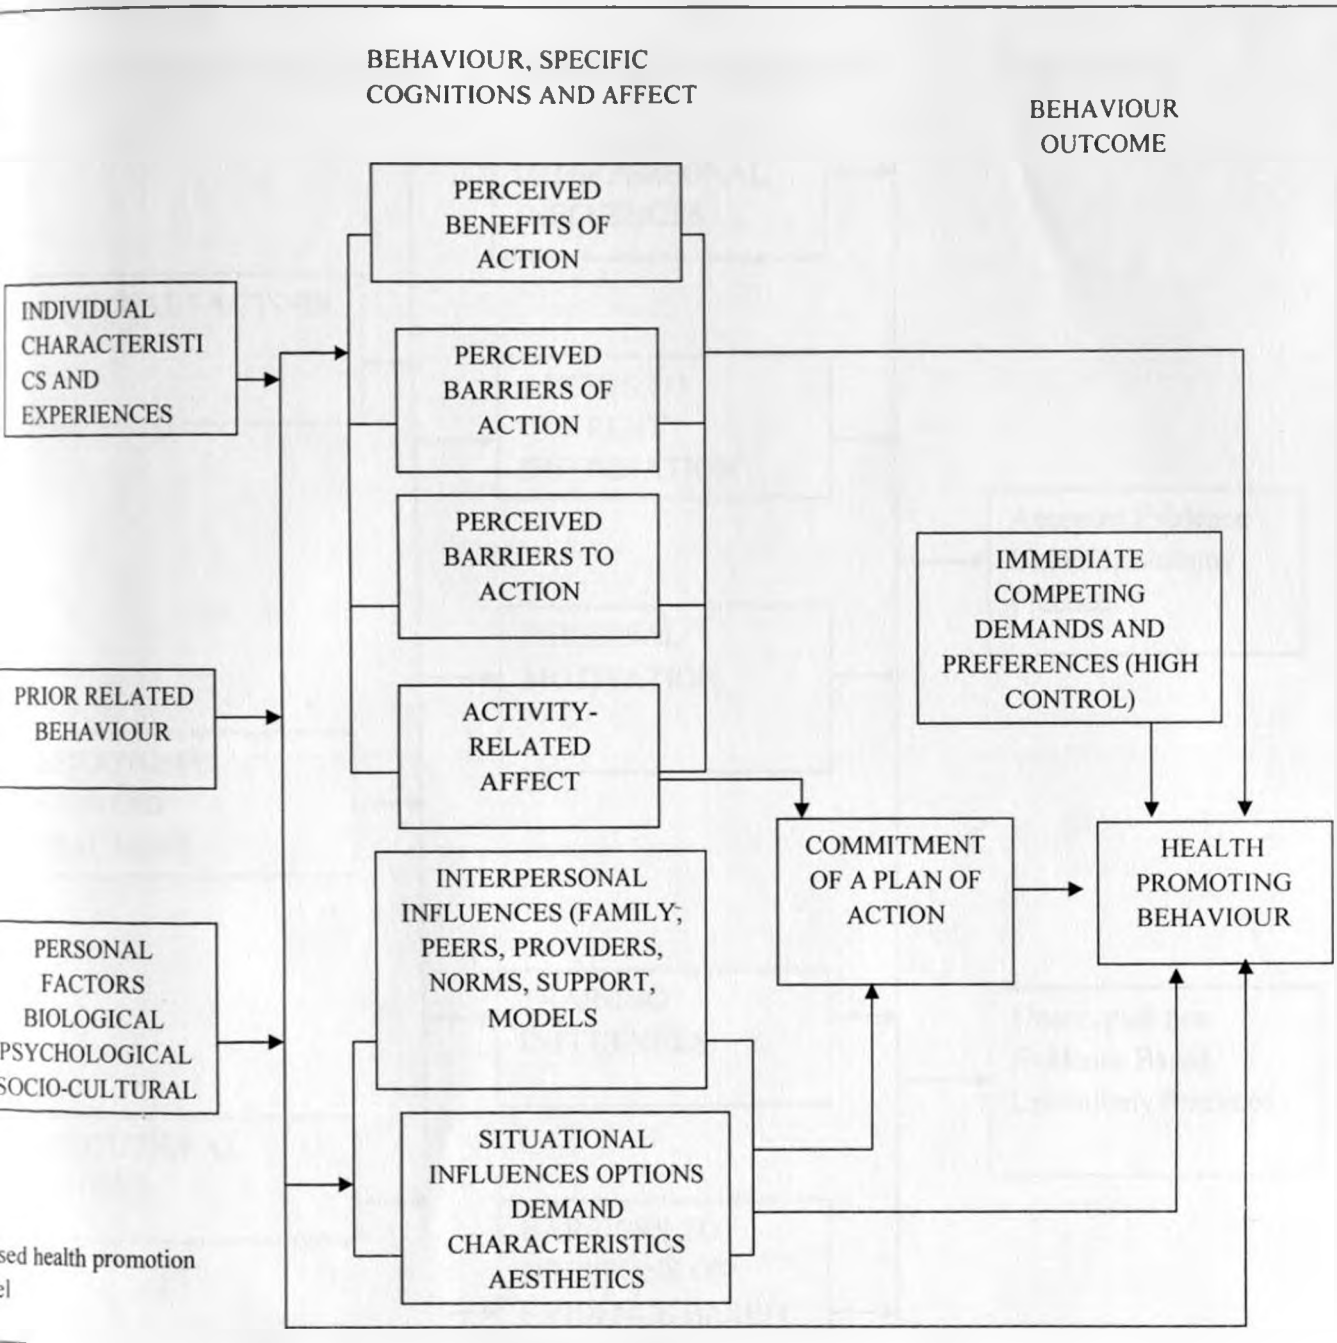 BEHAVIOUR, SPECIFIC
COGNITIONS AND AFFECT
BEHAVIOUR
OUTCOME
INDIVIDUAL
CHARACTERISTI
CS AND
EXPERIENCES
PRIOR RELATED
BEHAVIOUR
PERSONAL
FACTORS
BIOLOGICAL
PSYCHOLOGICAL
SOCIO-CULTURAL
PERCEIVED
BENEFITS OF
ACTION
PERCEIVED
BARRIERS OF
ACTION
PERCEIVED
BARRIERS TO
ACTION
ACTIVITY-
RELATED
AFFECT
INTERPERSONAL
INFLUENCES (FAMILY;
PEERS, PROVIDERS,
NORMS, SUPPORT,
MODELS
SITUATIONAL
INFLUENCES OPTIONS
DEMAND
CHARACTERISTICS
AESTHETICS
IMMEDIATE
COMPETING
DEMANDS AND
PREFERENCES (HIGH
CONTROL)
COMMITMENT
OF A PLAN OF
ACTION
HEALTH
PROMOTING
BEHAVIOUR
sed health promotion
el